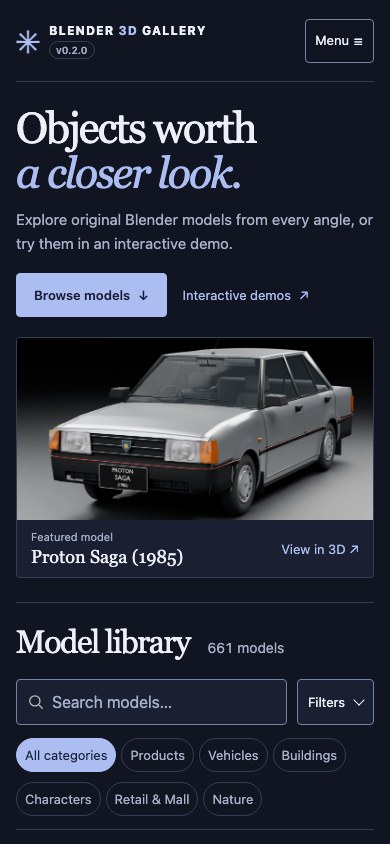 BLENDER 3D GALLERY
v0.2.0
Menu
Objects worth
a closer look.
Explore original Blender models from every angle, or
try them in an interactive demo.
Browse models ↓
Interactive demos ↗
PROTON
SAGA
(1985)
Featured model
Proton Saga (1985)
View in 3D ↗
Model library
661 models
Search models...
Filters
All categories
Products
Vehicles
Buildings
Characters
Retail & Mall
Nature